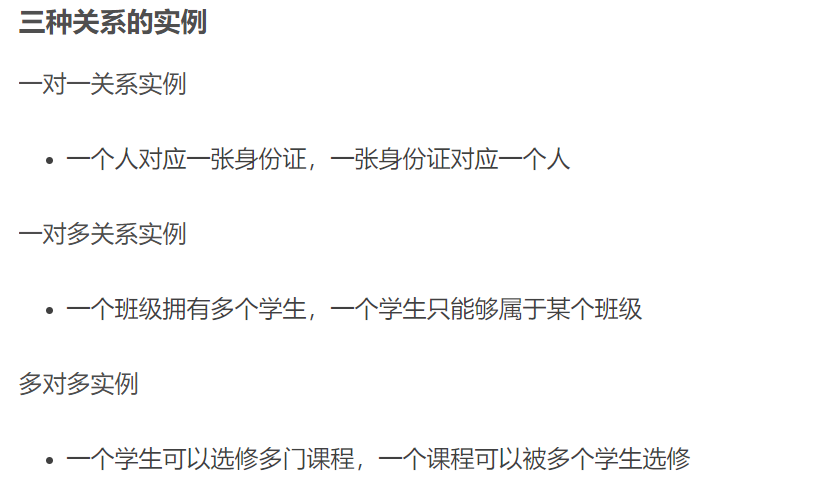 三种关系的实例
一对一关系实例
一个人对应一张身份证，一张身份证对应一个人
一对多关系实例
一个班级拥有多个学生，一个学生只能够属于某个班级
多对多实例
一个学生可以选修多门课程，一个课程可以被多个学生选修